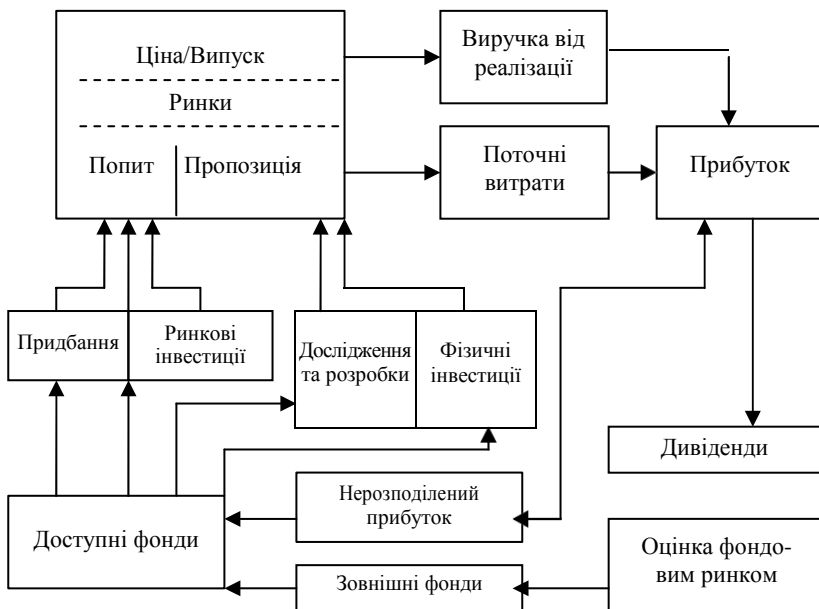 Ціна/Випуск
Ринки
Попит
Пропозиція
Виручка від
реалізації
Поточні
витрати
Прибуток
Придбання
Ринкові
інвестиції
Дослідження
та розробки
Фізичні
інвестиції
Дивіденди
Нерозподілений
прибуток
Доступні фонди
Зовнішні фонди
Оцінка фондо-
вим ринком